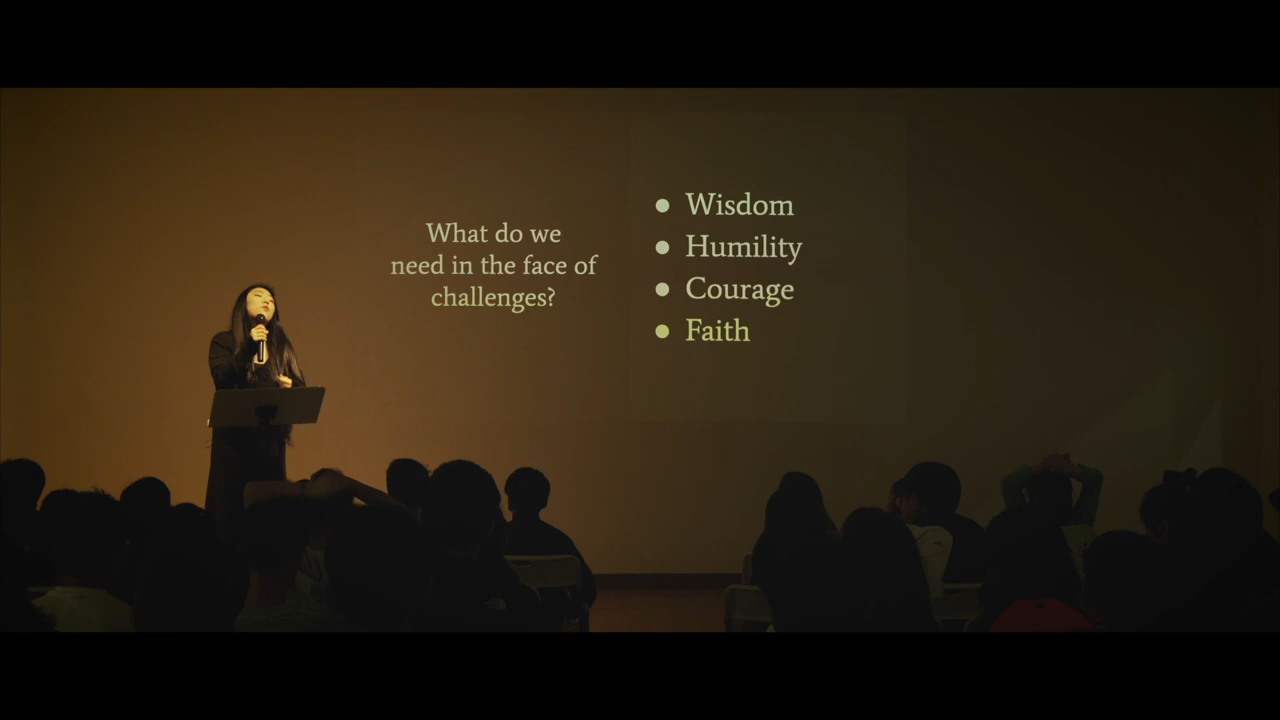 What do we
need in the face of
challenges?
● Wisdom
● Humility
● Courage
● Faith